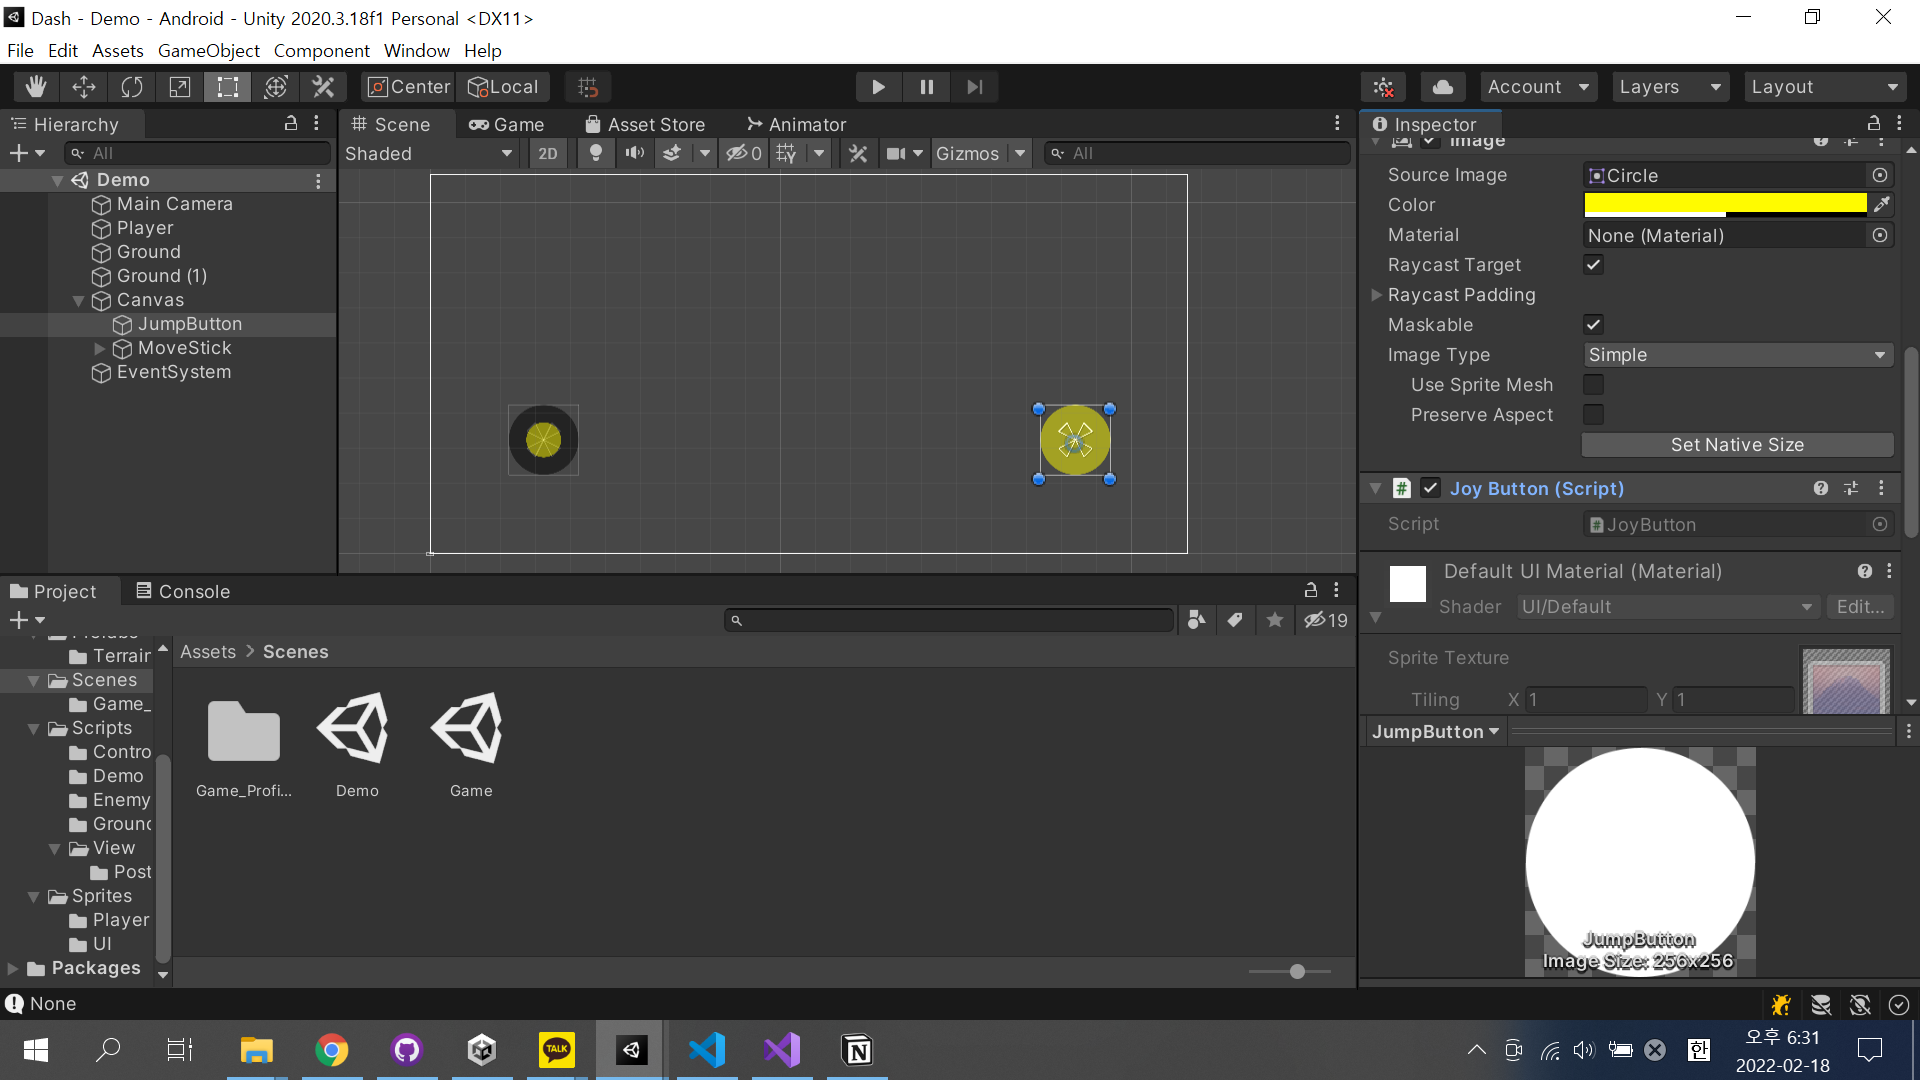 Dash - Demo - Android - Unity 2020.3.18f1 Personal <DX11>
File Edit Assets GameObject Component Window Help
Center Local Account Layers Layout
Hierarchy
All
Demo
Main Camera
Player
Ground
Ground (1)
Canvas
JumpButton
MoveStick
EventSystem
Scene Game Asset Store Animator
Shaded 2D 0 Gizmos All
Inspector
Image
Source Image Circle
Color
Material None (Material)
Raycast Target
Raycast Padding
Maskable
Image Type Simple
Use Sprite Mesh
Preserve Aspect
Set Native Size
Joy Button (Script)
Script JoyButton
Default UI Material (Material)
Shader UI/Default Edit...
Sprite Texture
Tiling X 1 Y 1
JumpButton
JumpButton
Image Size: 256x256
Project Console
19
Prefabs
Terrair
Scenes
Game_
Scripts
Contro
Demo
Enemy
Ground
View
Post
Sprites
Player
UI
Packages
Assets > Scenes
Game_Profi... Demo Game
None
TALK
한
오후 6:31
2022-02-18